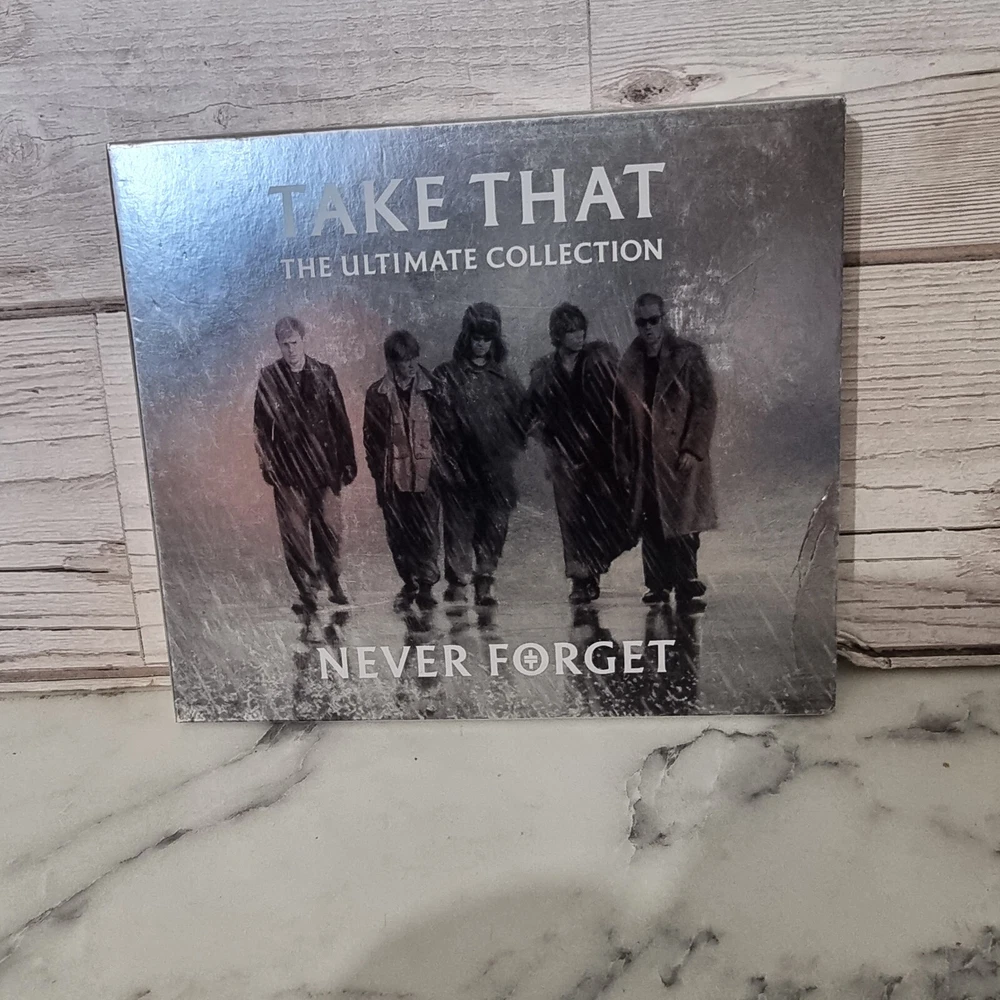 TAKE THAT
THE ULTIMATE COLLECTION
NEVER FORGET